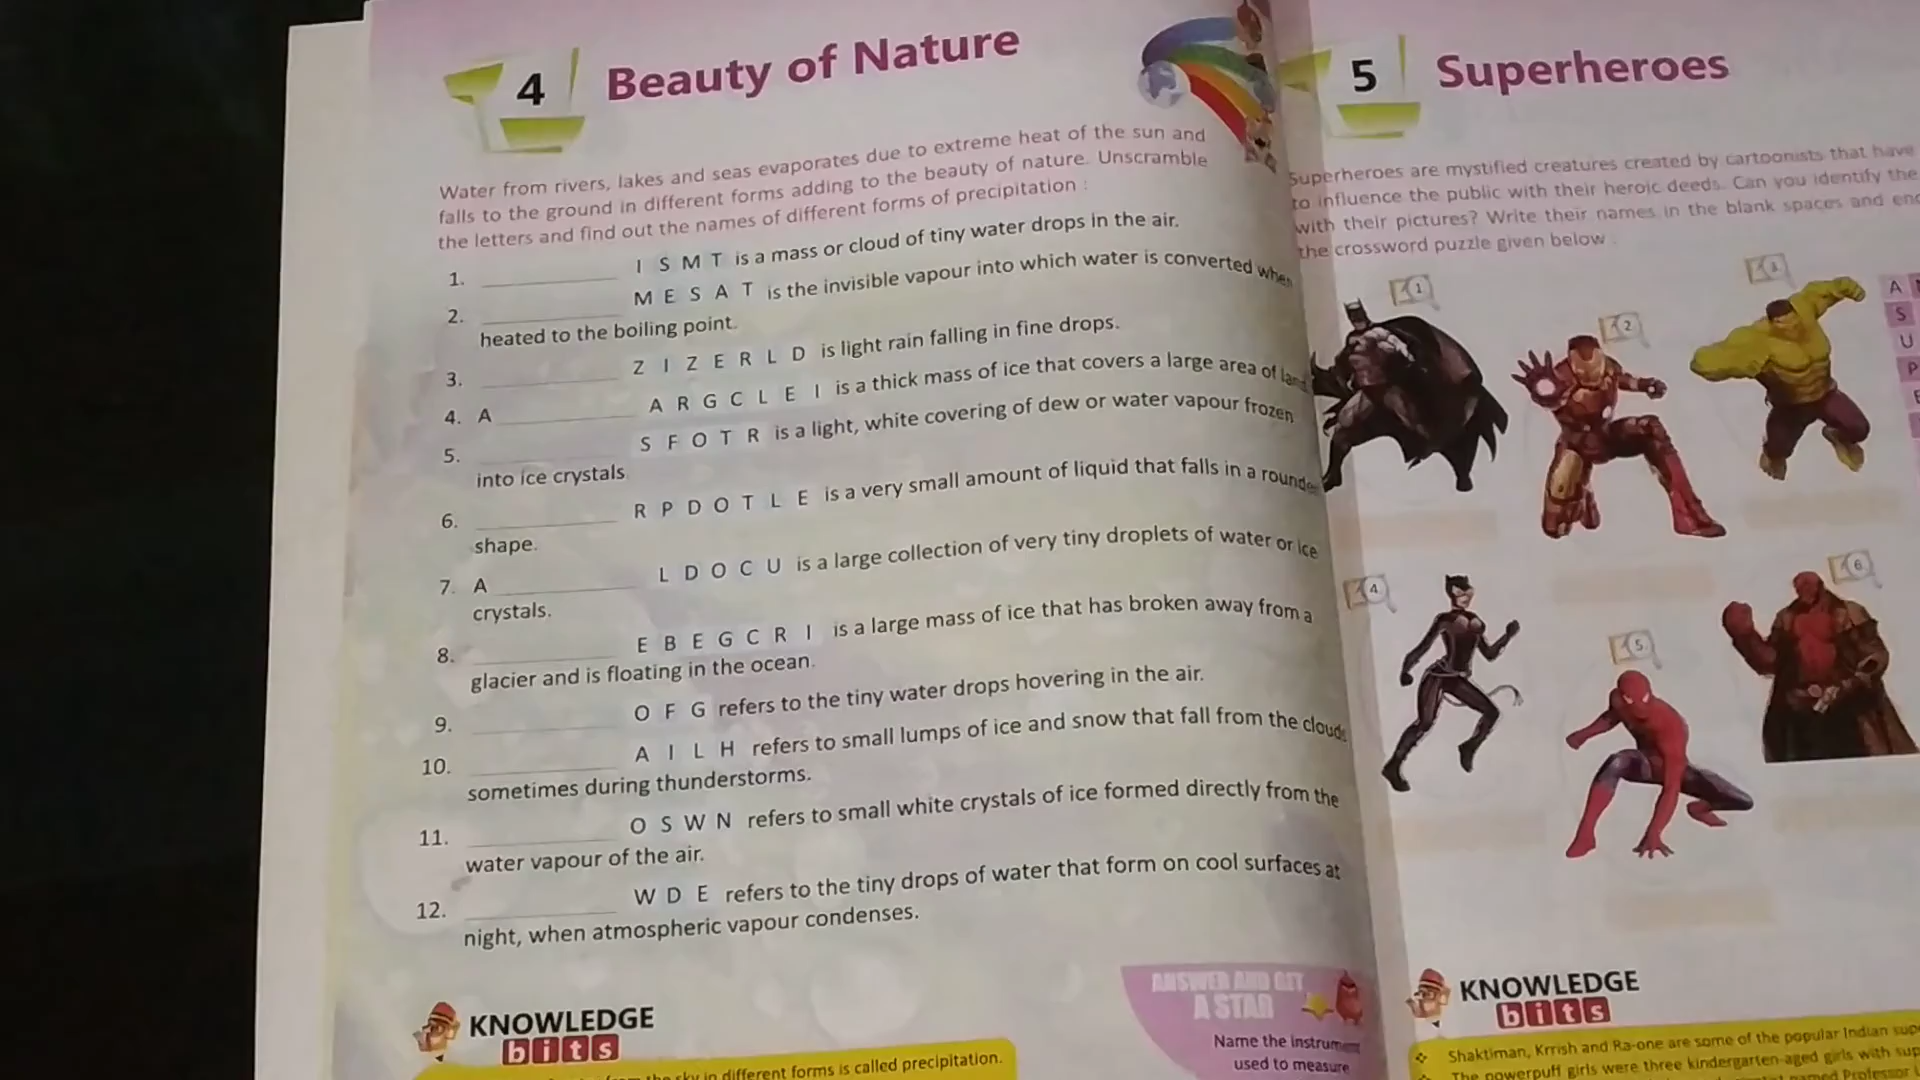 4 Beauty of Nature
Water from rivers, lakes and seas evaporates due to extreme heat of the sun and
falls to the ground in different forms adding to the beauty of nature. Unscramble
the letters and find out the names of different forms of precipitation :
1. ____________ I S M T is a mass or cloud of tiny water drops in the air.
2. ____________ M E S A T is the invisible vapour into which water is converted when
heated to the boiling point.
3. ____________ Z I Z E R L D is light rain falling in fine drops.
4. A ____________ A R G C L E I is a thick mass of ice that covers a large area of land
5. ____________ S F O T R is a light, white covering of dew or water vapour frozen
into ice crystals
6. ____________ R P D O T L E is a very small amount of liquid that falls in a rounded
shape.
7. A ____________ L D O C U is a large collection of very tiny droplets of water or ice
crystals.
8. ____________ E B E G C R I is a large mass of ice that has broken away from a
glacier and is floating in the ocean.
9. ____________ O F G refers to the tiny water drops hovering in the air.
10. ____________ A I L H refers to small lumps of ice and snow that fall from the clouds
sometimes during thunderstorms.
11. ____________ O S W N refers to small white crystals of ice formed directly from the
water vapour of the air.
12. ____________ W D E refers to the tiny drops of water that form on cool surfaces at
night, when atmospheric vapour condenses.
KNOWLEDGE
bits
from the sky in different forms is called precipitation.
ANSWER AND GET
A STAR
Name the instrument
used to measure
5 Superheroes
Superheroes are mystified creatures created by cartoonists that have
to influence the public with their heroic deeds. Can you identify the
with their pictures? Write their names in the blank spaces and
the crossword puzzle given below :
1
2
3
4
5
6
A
S
U
P
E
KNOWLEDGE
bits
Shaktiman, Krrish and Ra-one are some of the popular Indian
The powerpuff girls were three kindergarten-aged girls with
named Professor